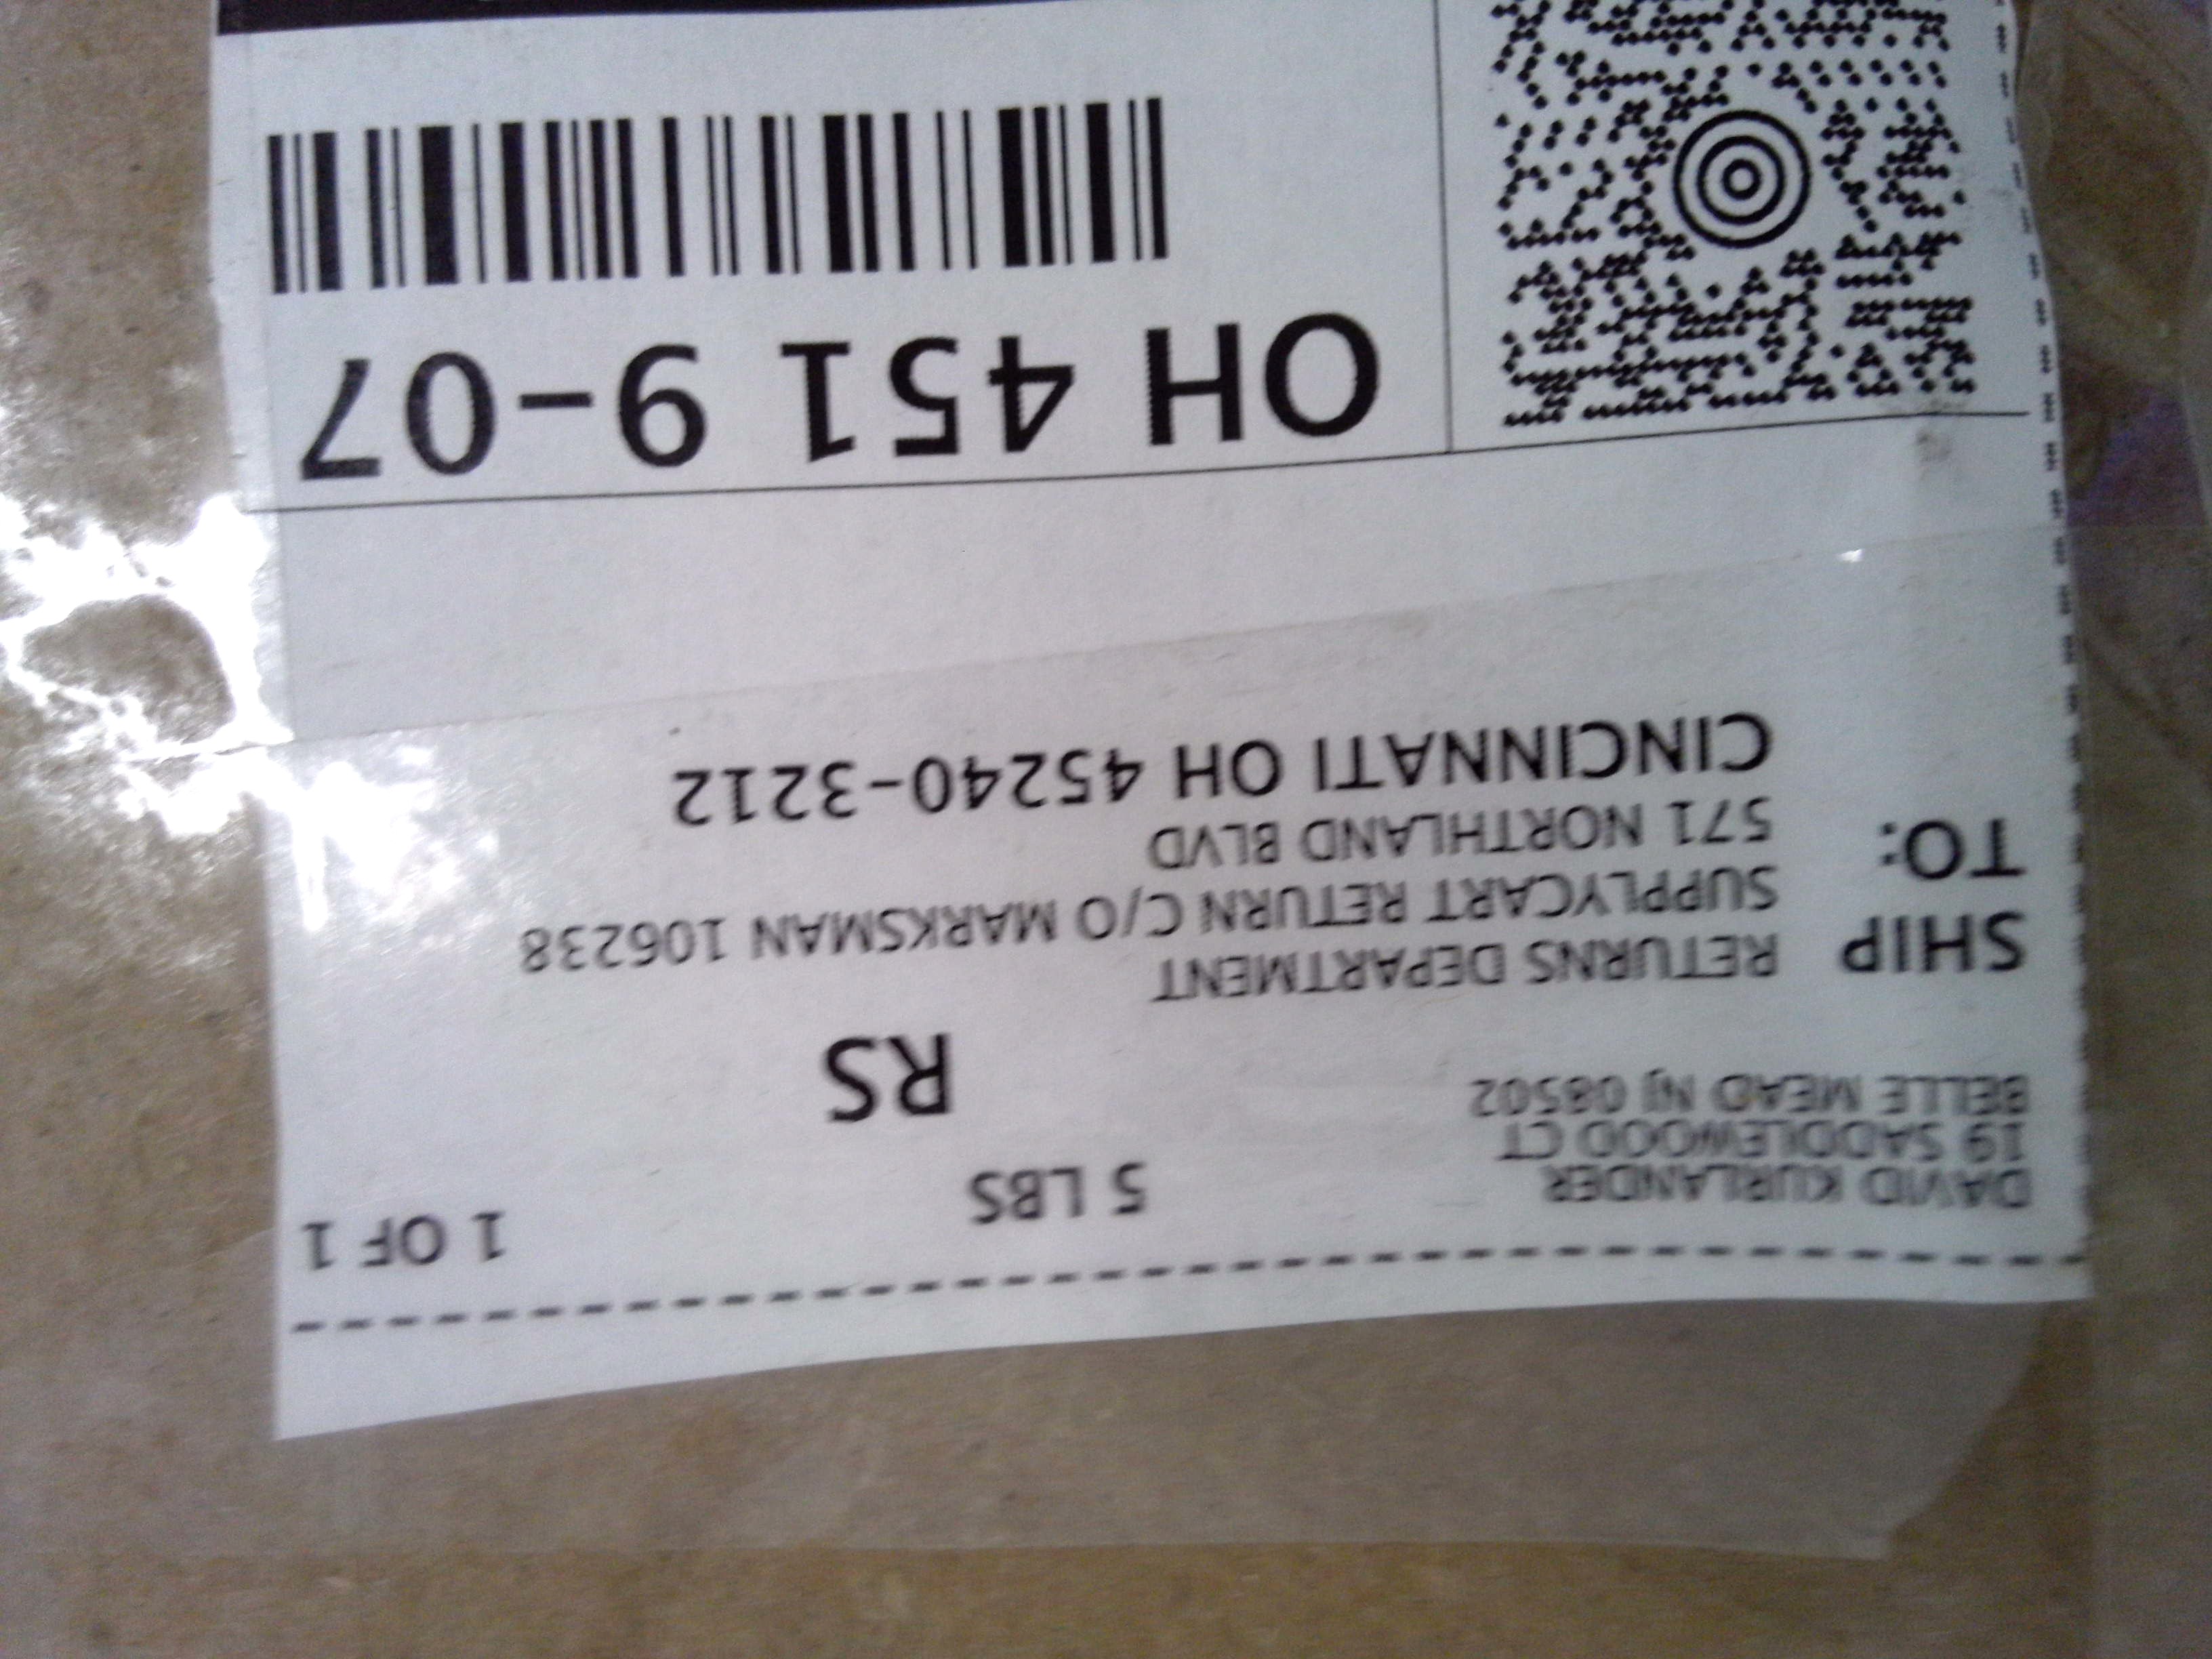 DAVID KURLANDER
19 SADDLEWOOD CT
BELLE MEAD NJ 08502
5 LBS
1 OF 1
RS
SHIP TO:
RETURNS DEPARTMENT
SUPPLYCART RETURN C/O MARKSMAN 106238
571 NORTHLAND BLVD
CINCINNATI OH 45240-3212
OH 451 9-07